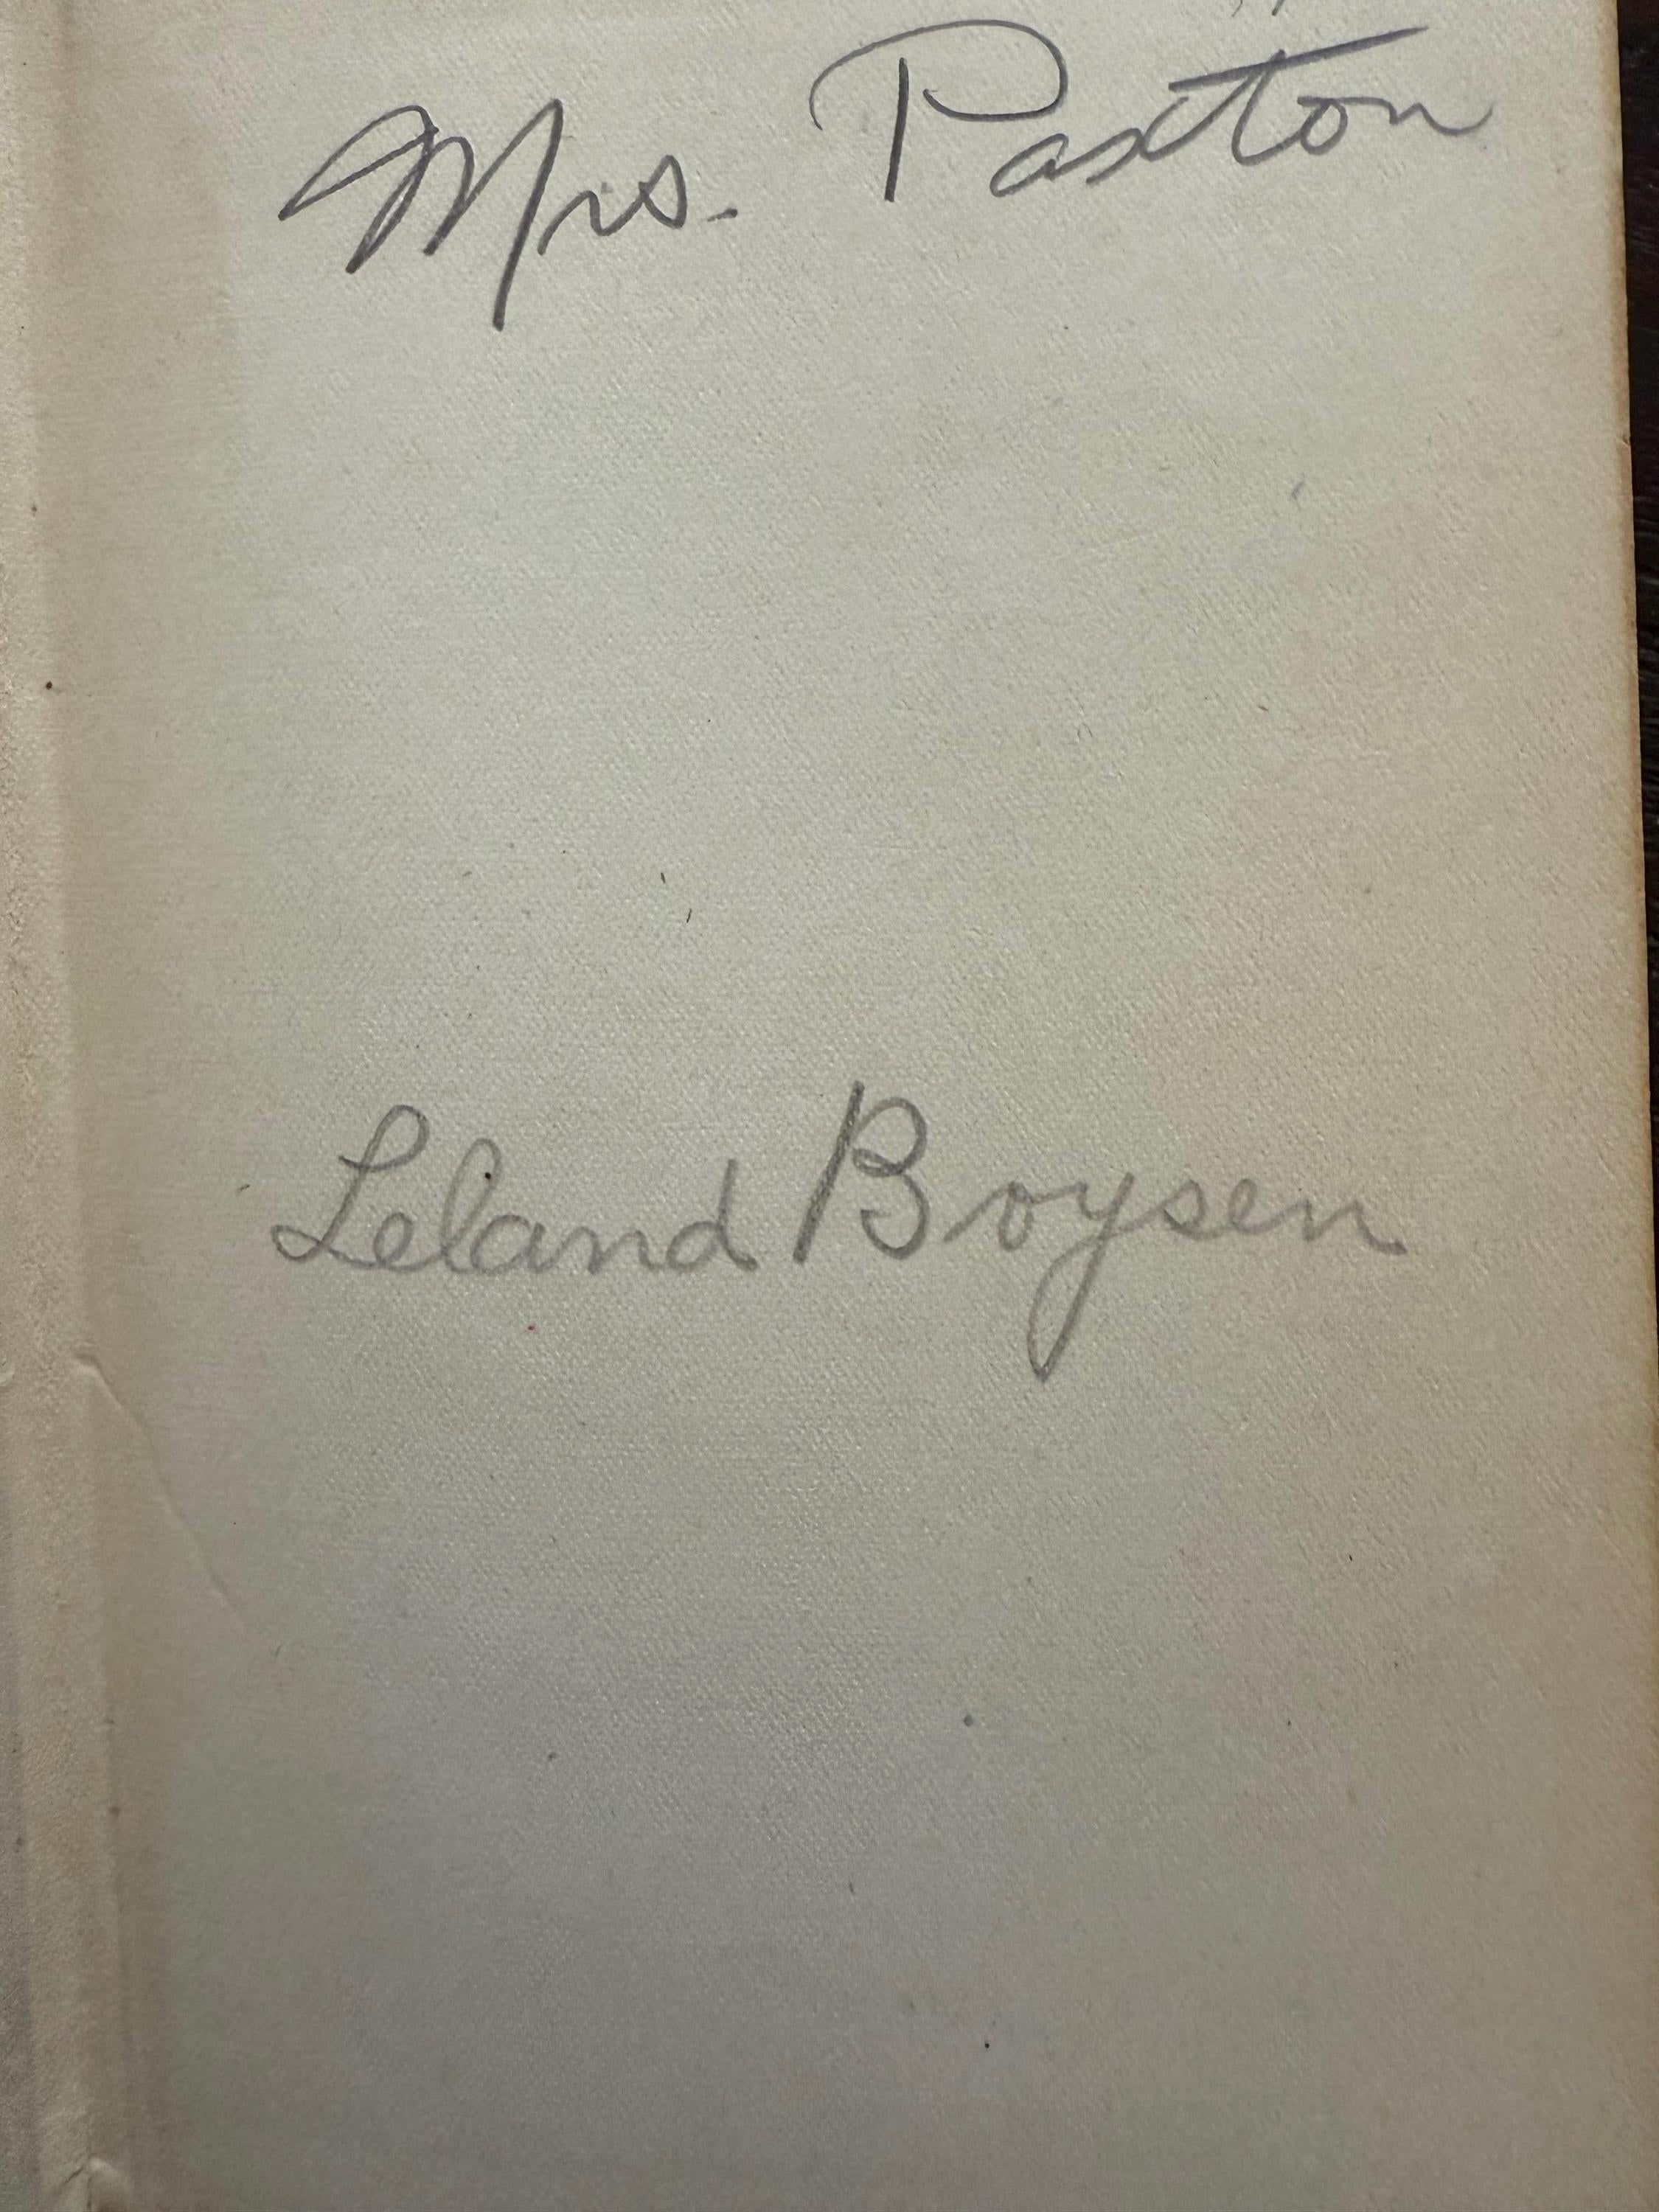 Mrs. Paxton
Leland Boysen